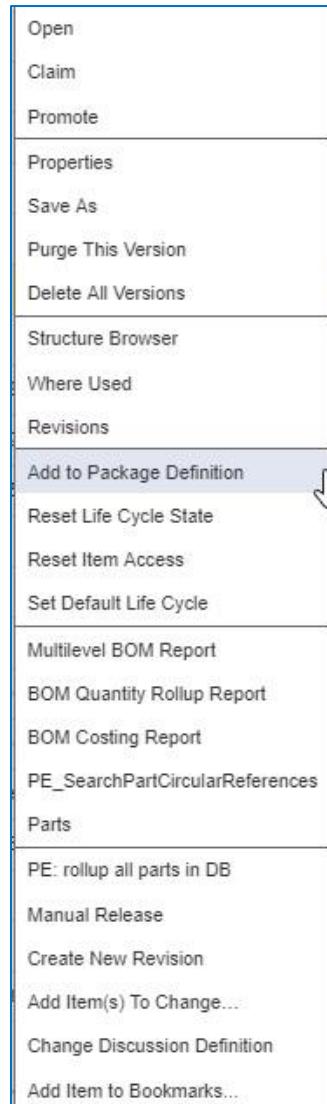 Open
Claim
Promote
Properties
Save As
Purge This Version
Delete All Versions
Structure Browser
Where Used
Revisions
Add to Package Definition
Reset Life Cycle State
Reset Item Access
Set Default Life Cycle
Multilevel BOM Report
BOM Quantity Rollup Report
BOM Costing Report
PE_SearchPartCircularReferences
Parts
PE: rollup all parts in DB
Manual Release
Create New Revision
Add Item(s) To Change...
Change Discussion Definition
Add Item to Bookmarks...